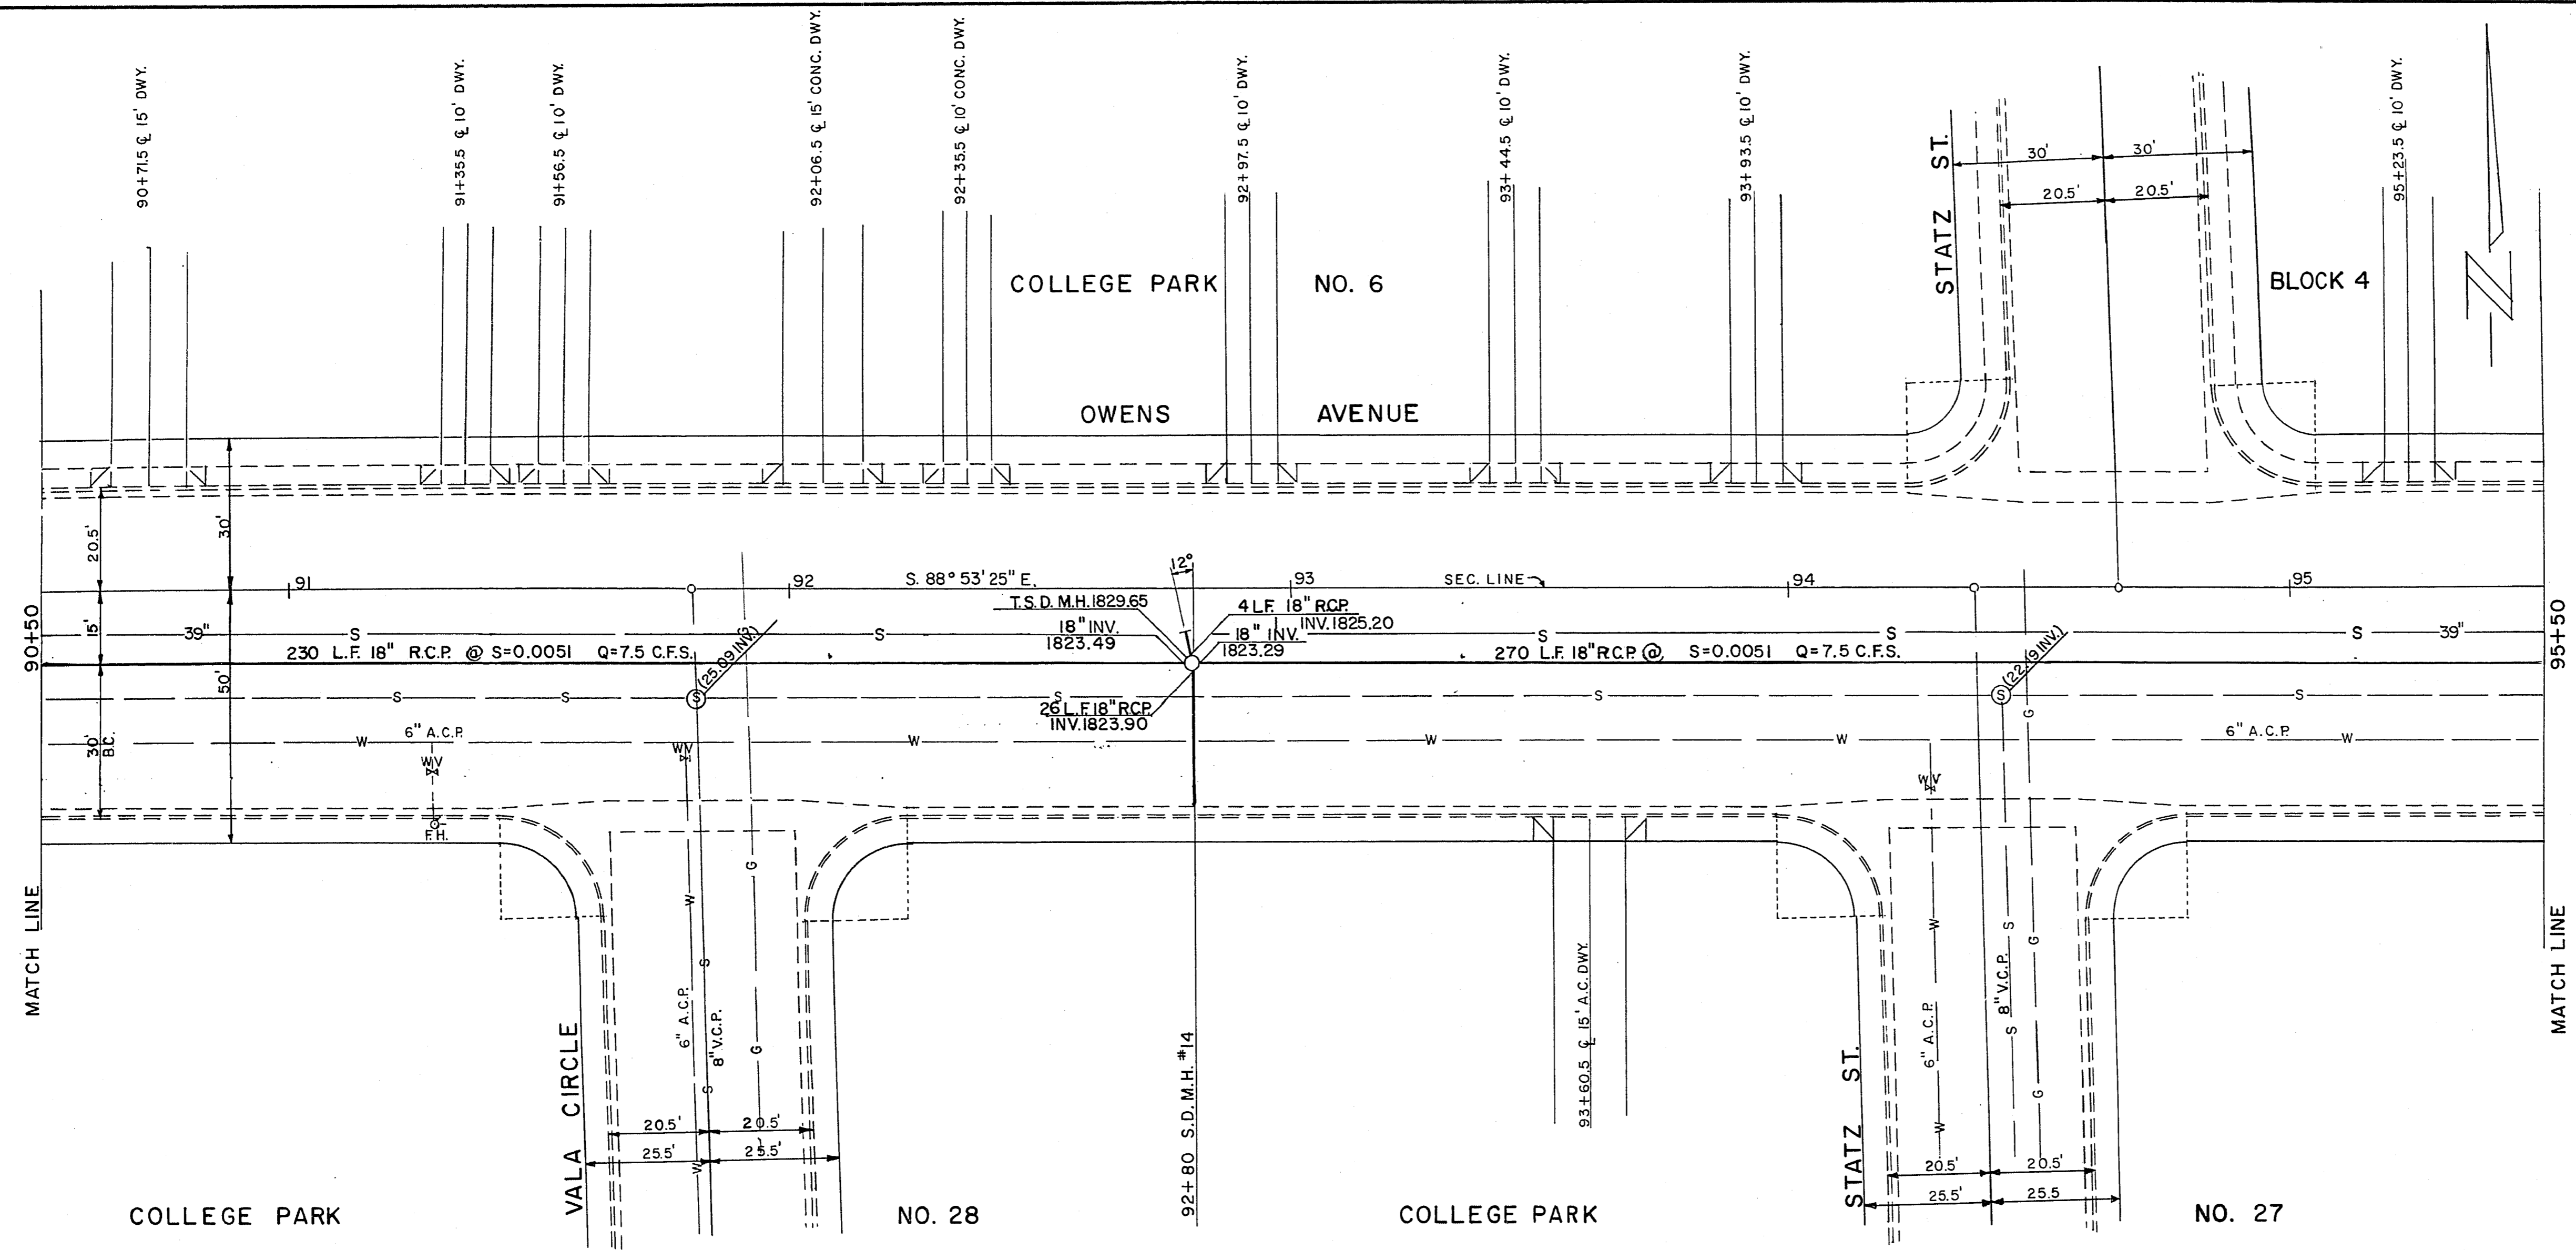 90+71.5 ℄ 15' DWY.
91+35.5 ℄ 10' DWY.
91+56.5 ℄ 10' DWY.
92+06.5 ℄ 15' CONC. DWY.
92+35.5 ℄ 10' CONC. DWY.
92+97.5 ℄ 10' DWY.
93+44.5 ℄ 10' DWY.
93+93.5 ℄ 10' DWY.
95+23.5 ℄ 10' DWY.
STATZ ST.
30' 30'
20.5' 20.5'
COLLEGE PARK NO. 6
BLOCK 4
N
OWENS AVENUE
20.5'
30'
12°
91
92
S. 88° 53' 25" E.
93
SEC. LINE
94
95
90+50
95+50
15'
T.S.D. M.H. 1829.65
4 L.F. 18" R.C.P.
INV. 1825.20
18" INV.
1823.49
18" INV.
1823.29
39" S S S S S 39"
G
230 L.F. 18" R.C.P. @ S=0.0051 Q=7.5 C.F.S.
(25.09 INV.)
270 L.F. 18" R.C.P. @ S=0.0051 Q=7.5 C.F.S.
(22.19 INV.)
50'
S S S S S S S
26 L.F. 18" R.C.P.
INV. 1823.90
G
30'
B.C.
W 6" A.C.P. W W W 6" A.C.P. W
WV
WV
WV
F.H.
MATCH LINE
MATCH LINE
VALA CIRCLE
6" A.C.P.
8" V.C.P.
W W
S S
G G
20.5' 20.5'
25.5' 25.5'
92+80 S.D. M.H. #14
93+60.5 ℄ 15' A.C. DWY.
STATZ ST.
6" A.C.P.
8" V.C.P.
W W
S S
G G
20.5' 20.5'
25.5' 25.5
COLLEGE PARK NO. 28
COLLEGE PARK NO. 27